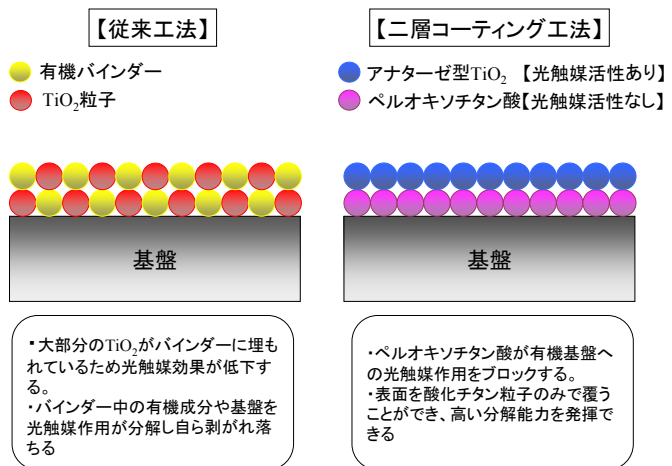 【従来工法】
有機バインダー
TiO2粒子
基盤
・大部分のTiO2がバインダーに埋も
れているため光触媒効果が低下す
る。
・バインダー中の有機成分や基盤を
光触媒作用が分解し自ら剥がれ落
ちる
【二層コーティング工法】
アナターゼ型TiO2 【光触媒活性あり】
ペルオキソチタン酸【光触媒活性なし】
基盤
・ペルオキソチタン酸が有機基盤へ
の光触媒作用をブロックする。
・表面を酸化チタン粒子のみで覆う
ことができ、高い分解能力を発揮で
きる